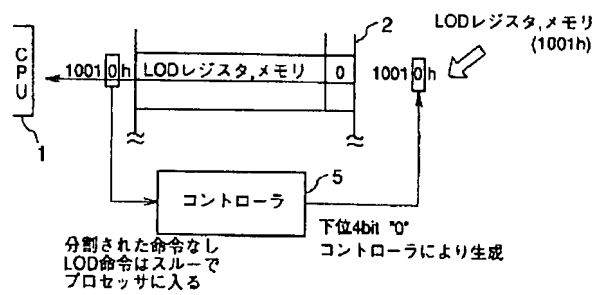 LODレジスタ,メモリ
(1001h)
2
CPU
10010h
LODレジスタ,メモリ
0
10010h
1
5
コントローラ
下位4bit "0"
コントローラにより生成
分割された命令なし
LOD命令はスルーで
プロセッサに入る